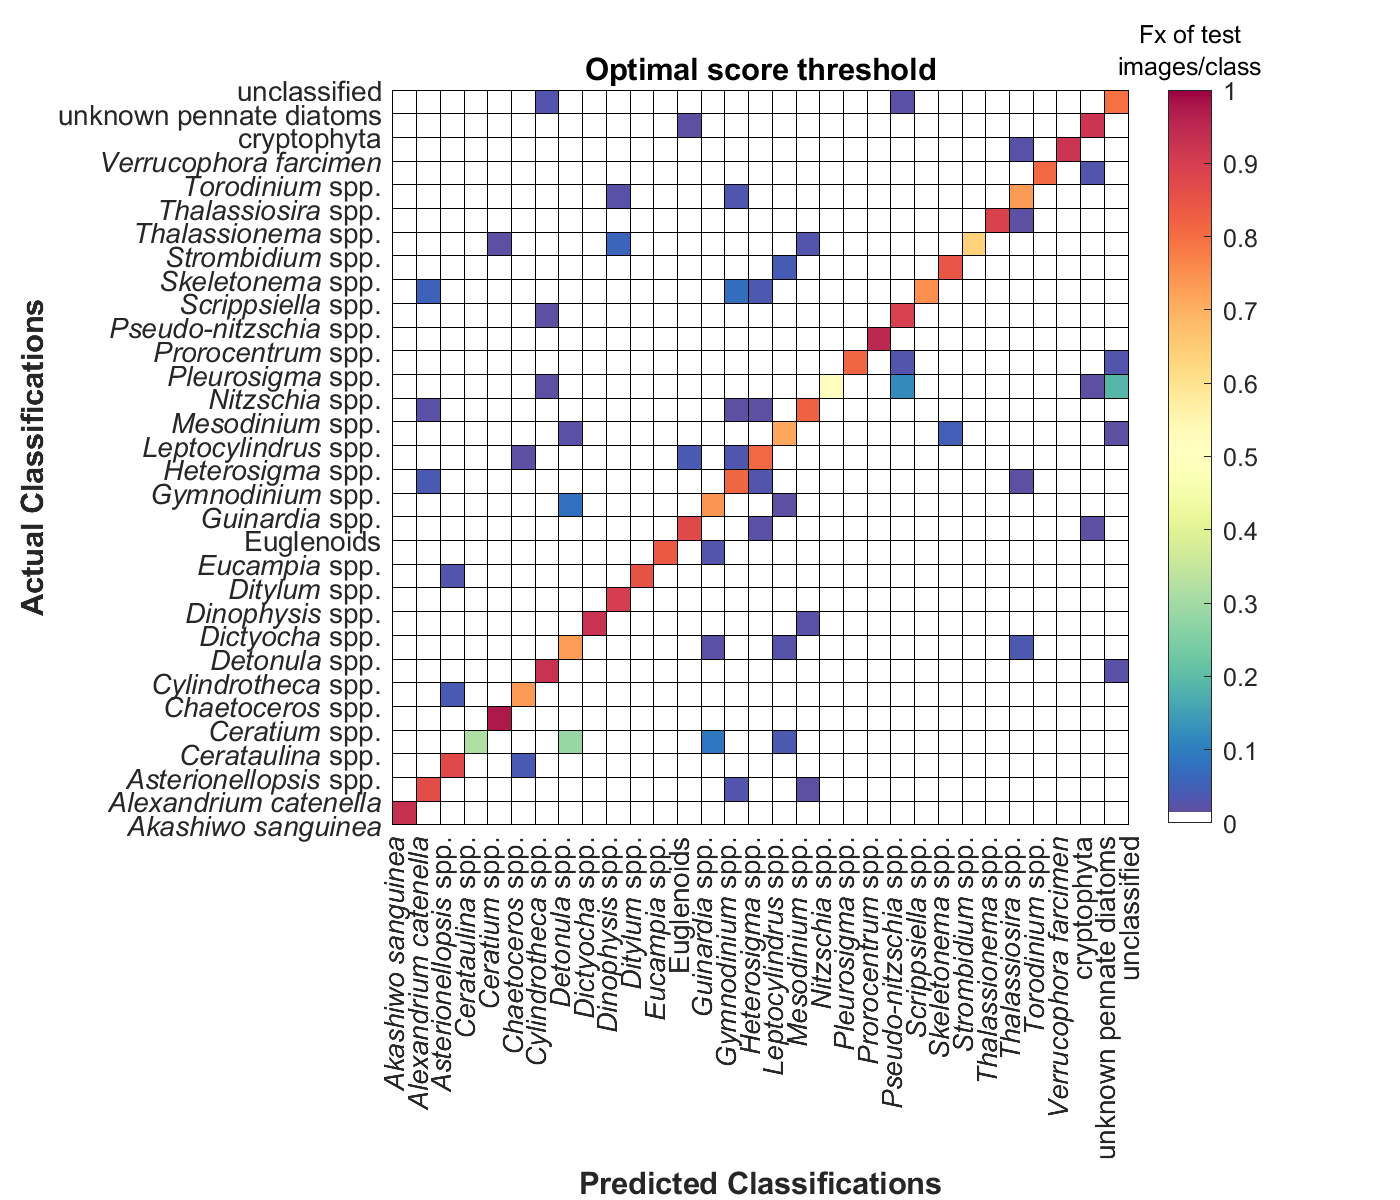 Fx of test
images/class
Optimal score threshold
unclassified
unknown pennate diatoms
cryptophyta
Verrucophora farcimen
Torodinium spp.
Thalassiosira spp.
Thalassionema spp.
Strombidium spp.
Skeletonema spp.
Scrippsiella spp.
Pseudo-nitzschia spp.
Prorocentrum spp.
Pleurosigma spp.
Nitzschia spp.
Mesodinium spp.
Leptocylindrus spp.
Heterosigma spp.
Gymnodinium spp.
Guinardia spp.
Euglenoids
Eucampia spp.
Ditylum spp.
Dinophysis spp.
Dictyocha spp.
Detonula spp.
Cylindrotheca spp.
Chaetoceros spp.
Ceratium spp.
Cerataulina spp.
Asterionellopsis spp.
Alexandrium catenella
Akashiwo sanguinea
Actual Classifications
1
0.9
0.8
0.7
0.6
0.5
0.4
0.3
0.2
0.1
0
Akashiwo sanguinea
Alexandrium catenella
Asterionellopsis spp.
Cerataulina spp.
Ceratium spp.
Chaetoceros spp.
Cylindrotheca spp.
Detonula spp.
Dictyocha spp.
Dinophysis spp.
Ditylum spp.
Eucampia spp.
Euglenoids
Guinardia spp.
Gymnodinium spp.
Heterosigma spp.
Leptocylindrus spp.
Mesodinium spp.
Nitzschia spp.
Pleurosigma spp.
Prorocentrum spp.
Pseudo-nitzschia spp.
Scrippsiella spp.
Skeletonema spp.
Strombidium spp.
Thalassionema spp.
Thalassiosira spp.
Torodinium spp.
Verrucophora farcimen
cryptophyta
unknown pennate diatoms
unclassified
Predicted Classifications